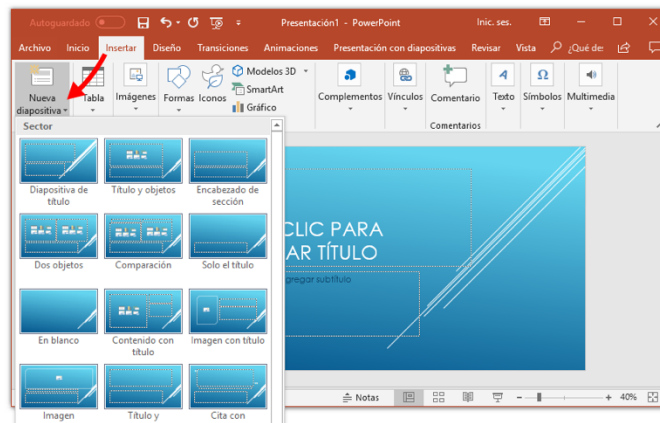 Autoguardado
Presentación1 - PowerPoint
Inic. ses.
Archivo Inicio Insertar Diseño Transiciones Animaciones Presentación con diapositivas Revisar Vista ¿Qué de:
Nueva
diapositiva
Tabla
Imágenes
Formas
Iconos
Modelos 3D
SmartArt
Gráfico
Complementos
Vínculos
Comentario
Texto
Símbolos
Multimedia
Comentarios
Sector
Diapositiva de
título
Título y objetos
Encabezado de
sección
Dos objetos
Comparación
Solo el título
En blanco
Contenido con
título
Imagen con título
Imagen
Título y
Cita con
CLIC PARA
AR TÍTULO
gregar subtítulo
Notas
40%